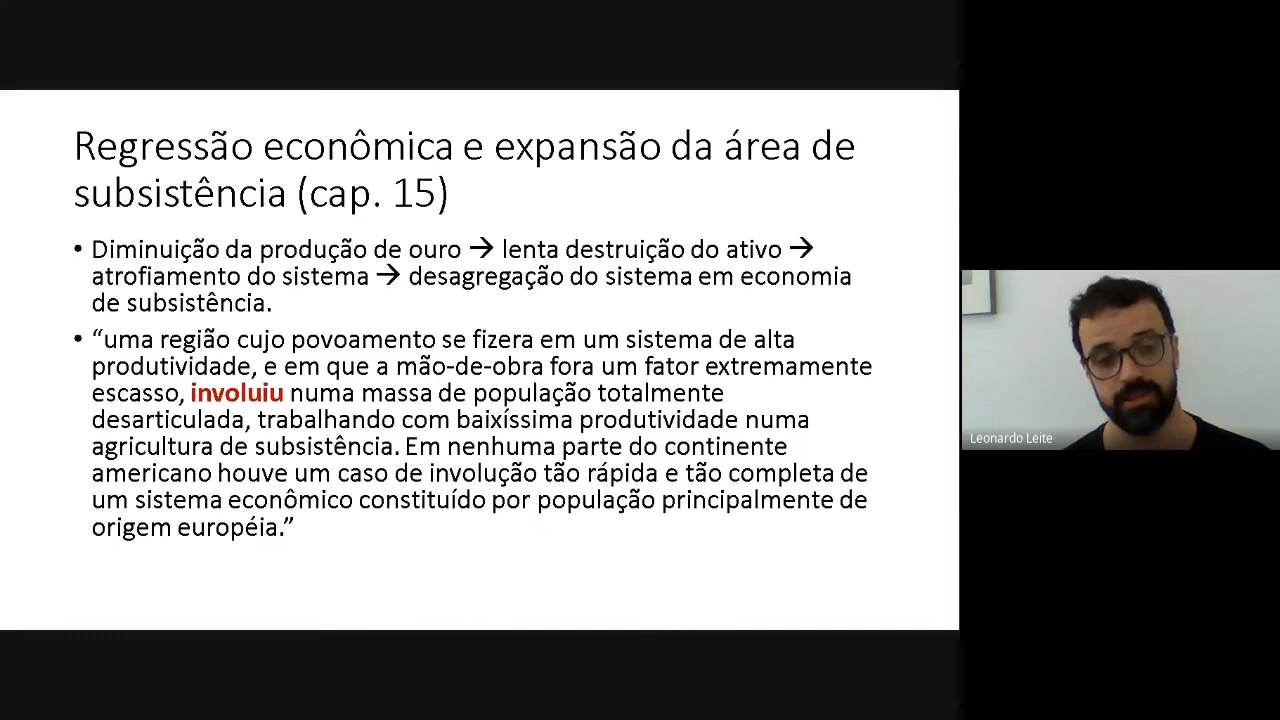 Regressão econômica e expansão da área de
subsistência (cap. 15)
• Diminuição da produção de ouro → lenta destruição do ativo →
atrofiamento do sistema → desagregação do sistema em economia
de subsistência.
• “uma região cujo povoamento se fizera em um sistema de alta
produtividade, e em que a mão-de-obra fora um fator extremamente
escasso, involuiu numa massa de população totalmente
desarticulada, trabalhando com baixíssima produtividade numa
agricultura de subsistência. Em nenhuma parte do continente
americano houve um caso de involução tão rápida e tão completa de
um sistema econômico constituído por população principalmente de
origem européia.”
Leonardo Leite